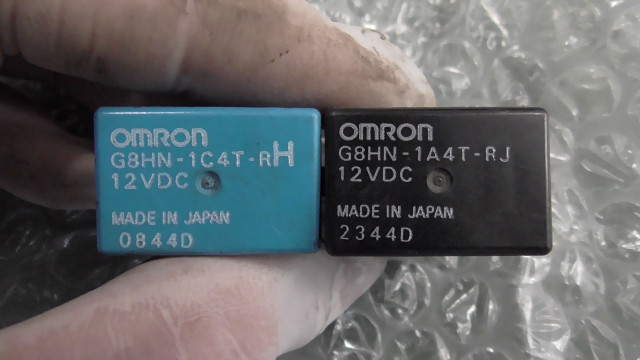 OMRON
G8HN-1C4T-RH
12VDC
MADE IN JAPAN
0844D
OMRON
G8HN-1A4T-RJ
12VDC
MADE IN JAPAN
2344D